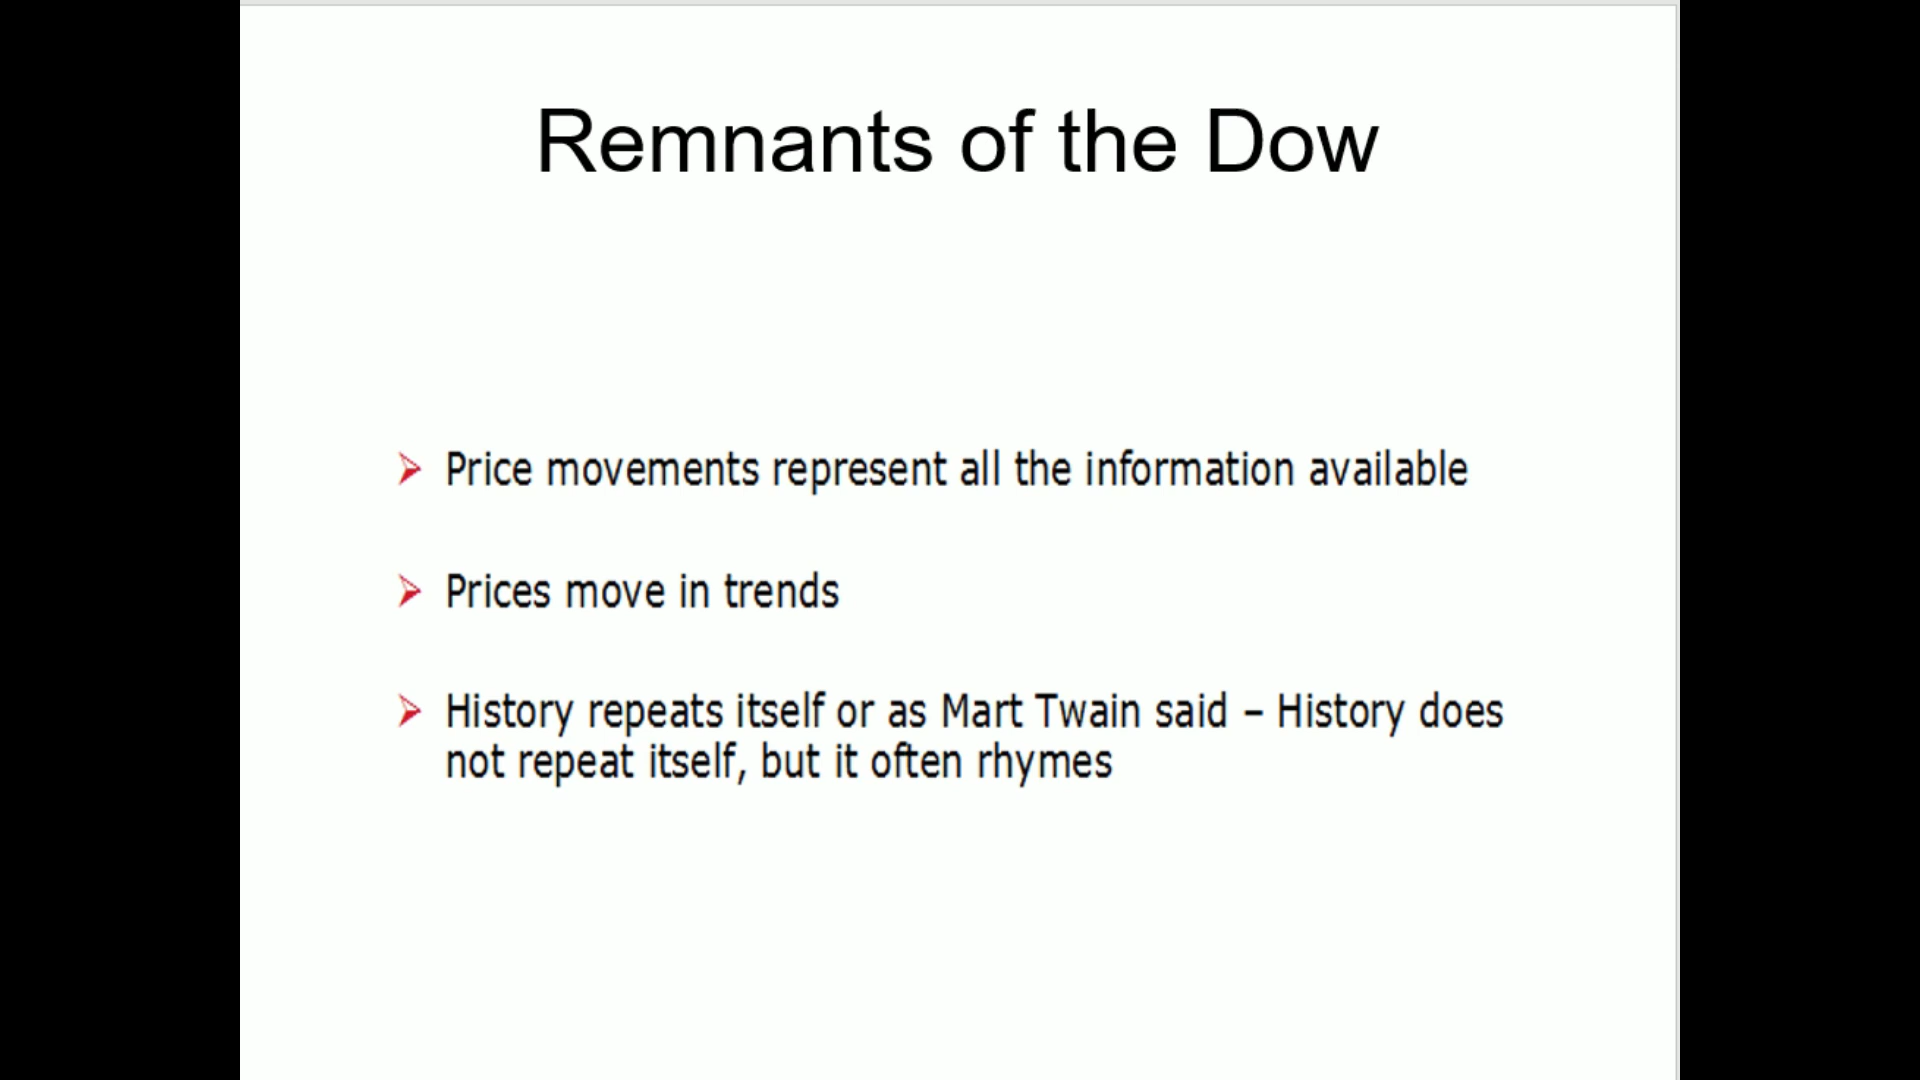 Remnants of the Dow
Price movements represent all the information available
Prices move in trends
History repeats itself or as Mart Twain said – History does
not repeat itself, but it often rhymes